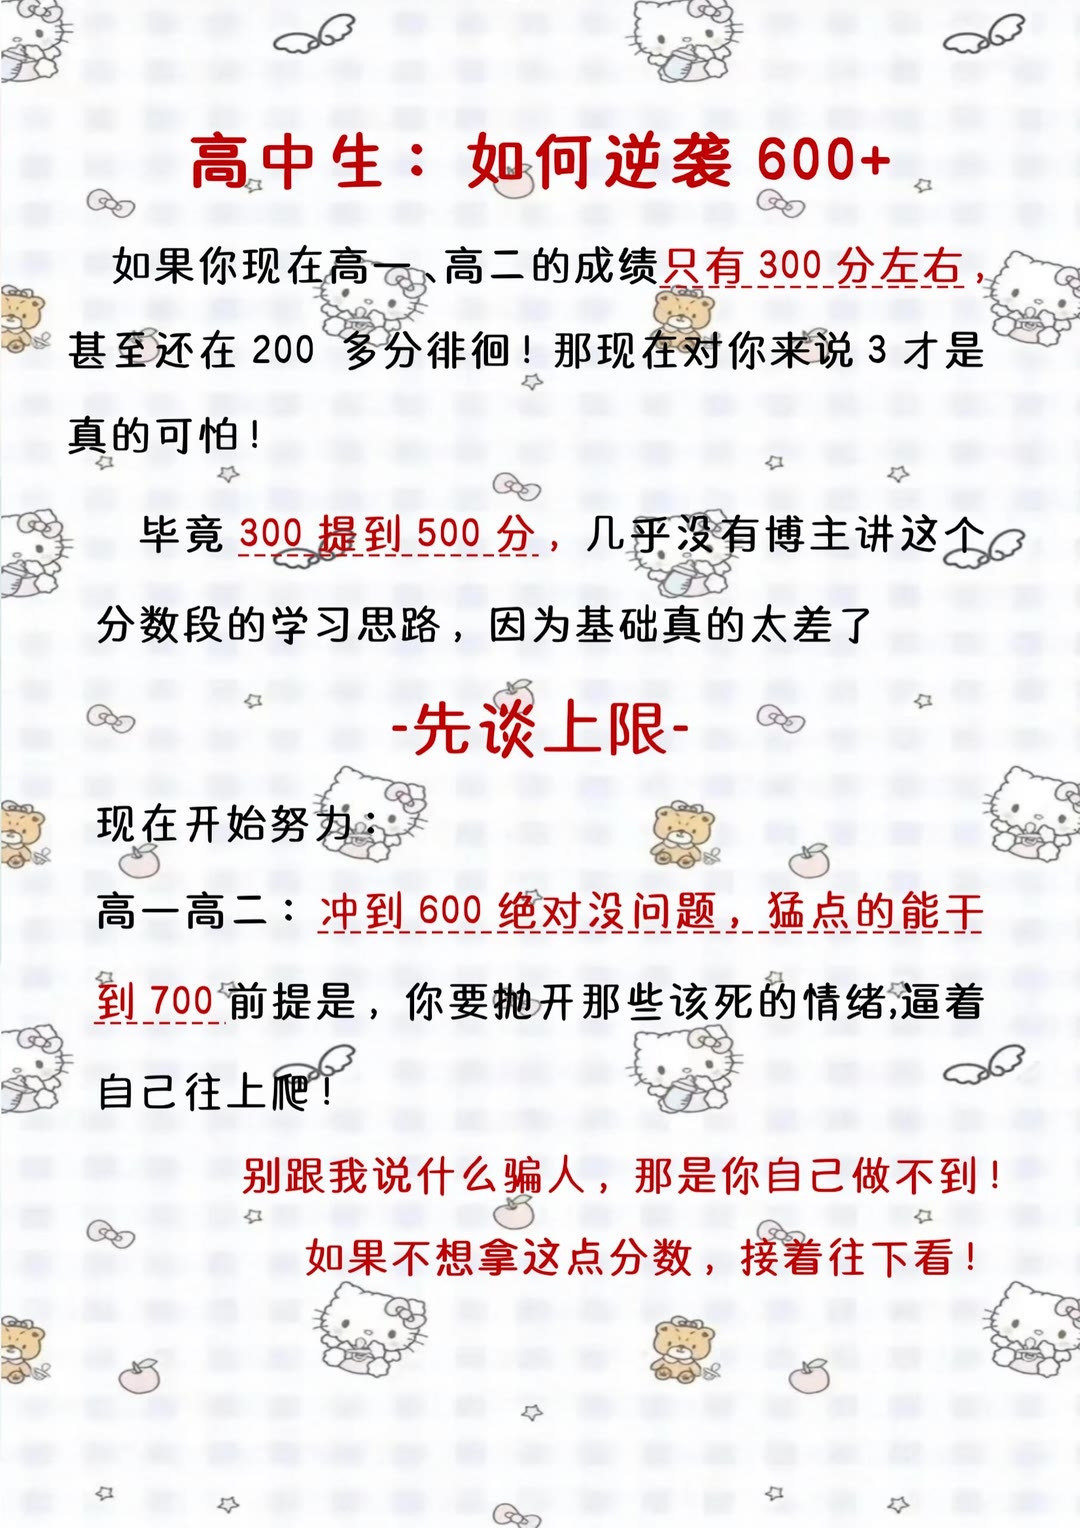 高中生：如何逆袭 600+
如果你现在高一、高二的成绩只有 300 分左右，
甚至还在 200 多分徘徊！那现在对你来说 3 才是
真的可怕！
毕竟 300 提到 500 分，几乎没有博主讲这个
分数段的学习思路，因为基础真的太差了
-先谈上限-
现在开始努力：
高一高二：冲到 600 绝对没问题，猛点的能干
到 700 前提是，你要抛开那些该死的情绪,逼着
自己往上爬！
别跟我说什么骗人，那是你自己做不到！
如果不想拿这点分数，接着往下看！